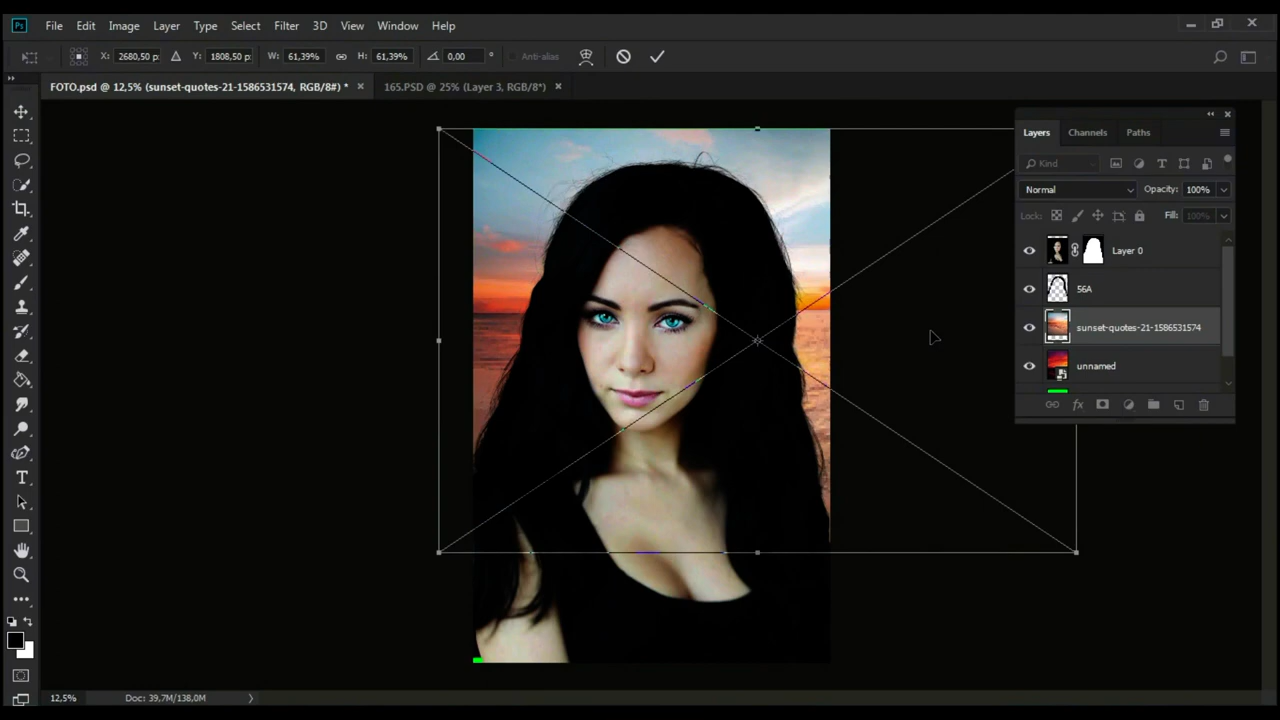 Ps File Edit Image Layer Type Select Filter 3D View Window Help
X: 2680,50 p: Y: 1808,50 p: W: 61,39% H: 61,39% 0,00 ° Anti-alias
FOTO.psd @ 12,5% (sunset-quotes-21-1586531574, RGB/8#) * × 165.PSD @ 25% (Layer 3, RGB/8*) ×
Layers Channels Paths
Kind
Normal Opacity: 100%
Lock: Fill: 100%
Layer 0
56A
sunset-quotes-21-1586531574
unnamed
12,5% Doc: 39,7M/138,0M